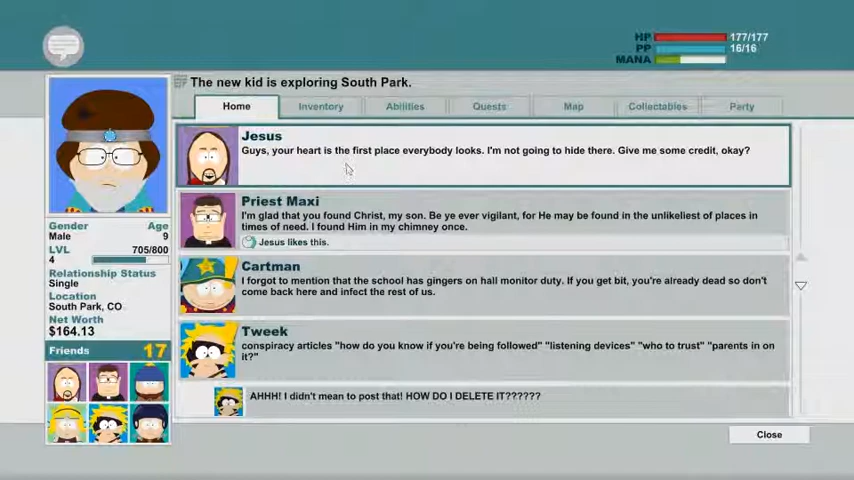 HP 177/177
PP 16/16
MANA
The new kid is exploring South Park.
Home Inventory Abilities Quests Map Collectables Party
Jesus
Guys, your heart is the first place everybody looks. I'm not going to hide there. Give me some credit, okay?
Priest Maxi
I'm glad that you found Christ, my son. Be ye ever vigilant, for He may be found in the unlikeliest of places in
times of need. I found Him in my chimney once.
Jesus likes this.
Gender Age
Male 9
LVL 705/800
4
Relationship Status
Single
Location
South Park, CO
Net Worth
$164.13
Friends 17
Cartman
I forgot to mention that the school has gingers on hall monitor duty. If you get bit, you're already dead so don't
come back here and infect the rest of us.
Tweek
conspiracy articles "how do you know if you're being followed" "listening devices" "who to trust" "parents in on
it?"
AHHH! I didn't mean to post that! HOW DO I DELETE IT??????
Close